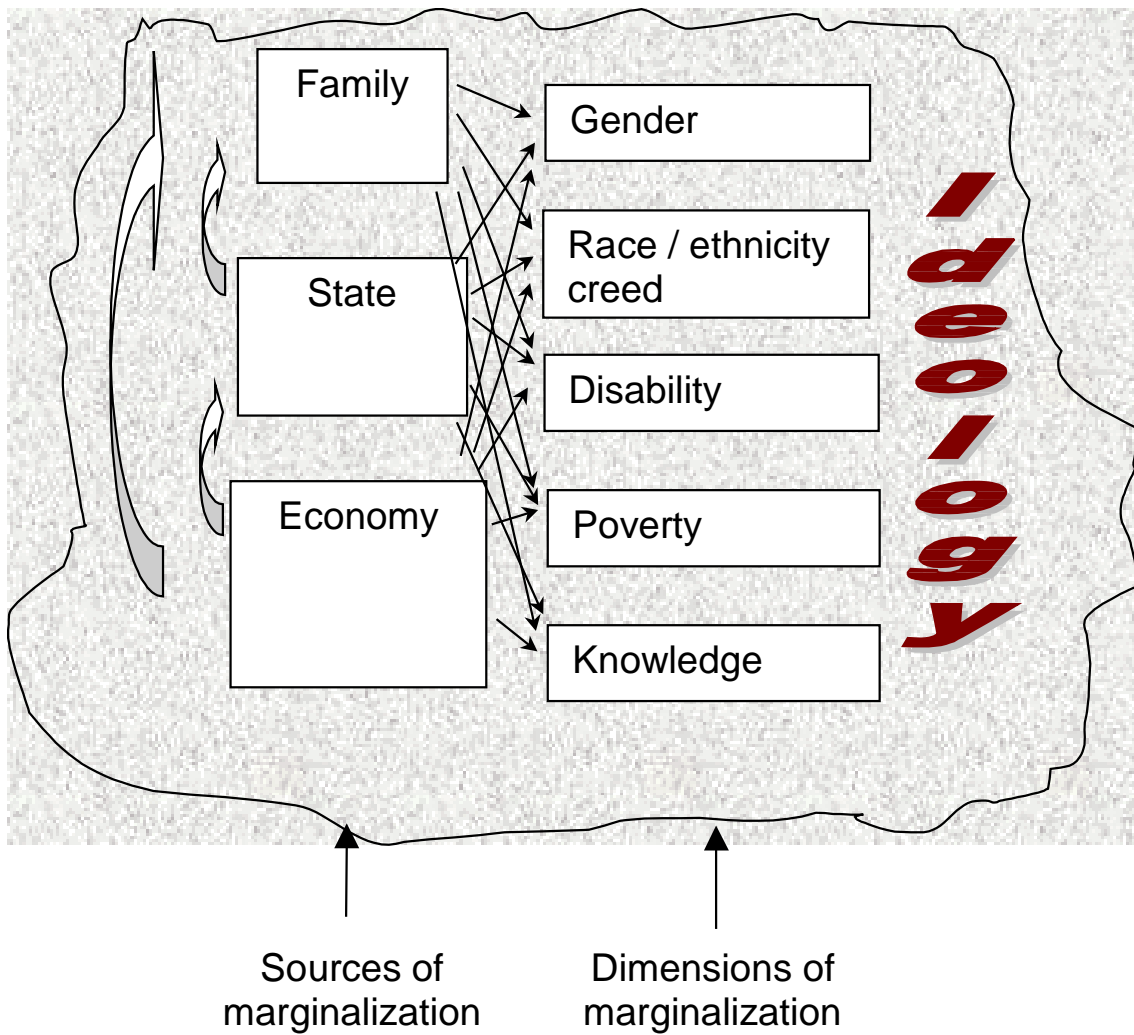 Family
Gender
Race / ethnicity
creed
State
Disability
Economy
Poverty
Knowledge
Ideology
Sources of
marginalization
Dimensions of
marginalization